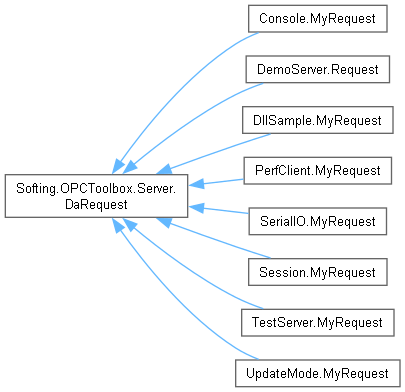 Console.MyRequest
DemoServer.Request
DllSample.MyRequest
PerfClient.MyRequest
Softing.OPCToolbox.Server.
DaRequest
SerialIO.MyRequest
Session.MyRequest
TestServer.MyRequest
UpdateMode.MyRequest